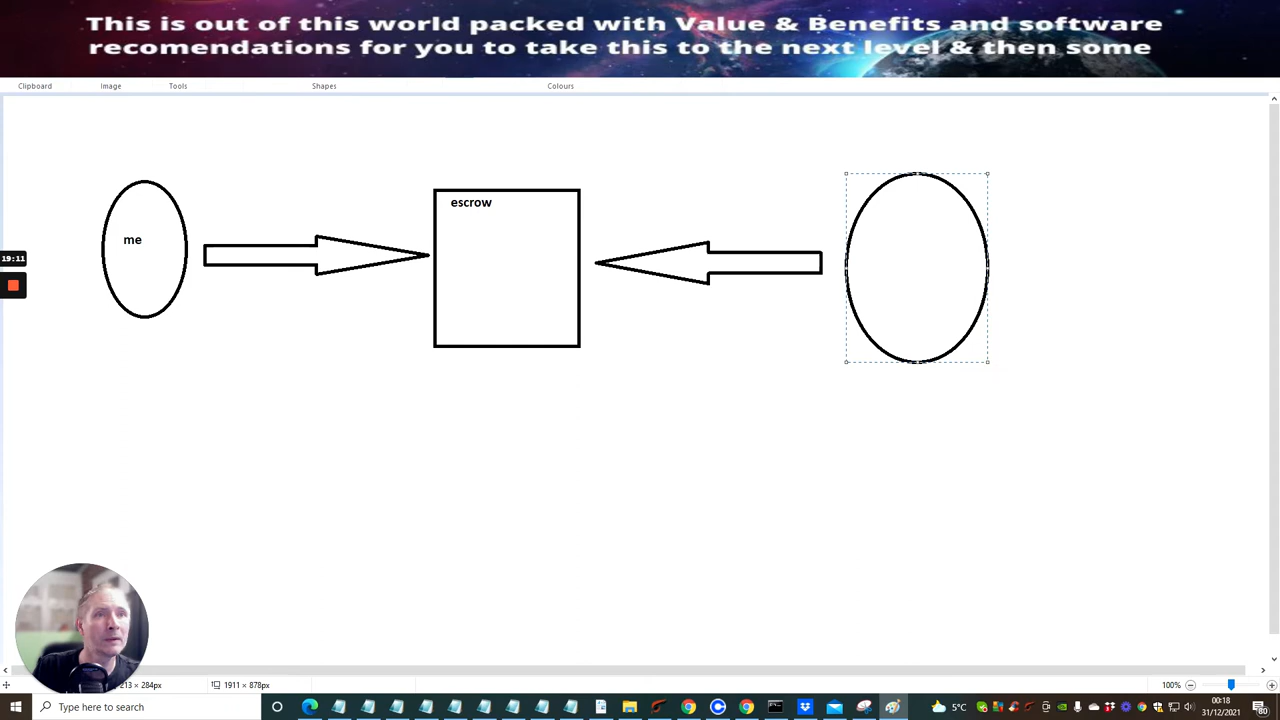 This is out of this world packed with Value & Benefits and software
recomendations for you to take this to the next level & then some
Clipboard Image Tools Shapes Colours
escrow
me
19:11
213 × 284px 1911 × 878px 100%
Type here to search
5°C
00:18
31/12/2021